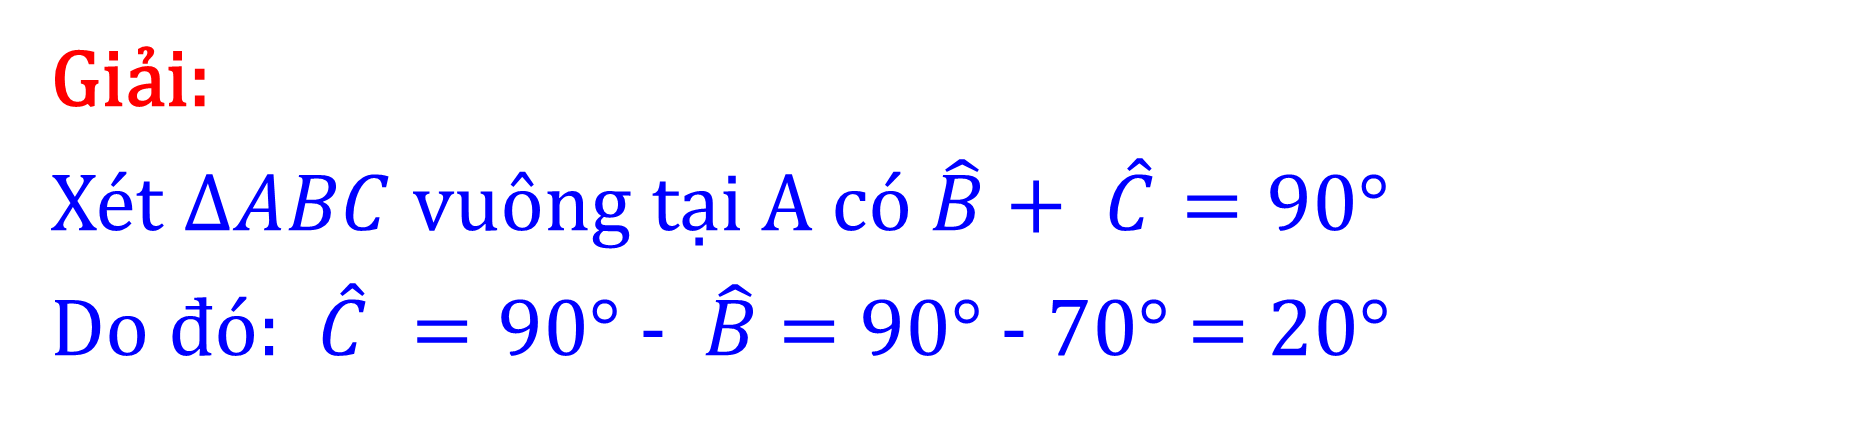 Giải:
Xét ΔABC vuông tại A có B̂ + Ĉ = 90°
Do đó: Ĉ = 90° - B̂ = 90° - 70° = 20°